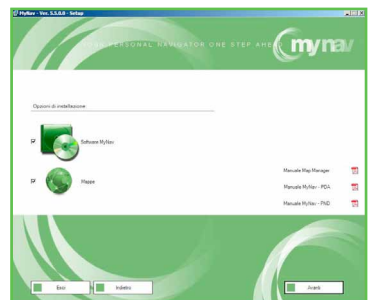 MyNav - Ver. 5.5.0.0 - Setup
PERSONAL NAVIGATOR ONE STEP AHEAD
mynav
Opzioni di installazione
Software MyNav
Mappe
Manuale Map Manager
Manuale MyNav - PDA
Manuale MyNav - PND
Esci
Indietro
Avanti